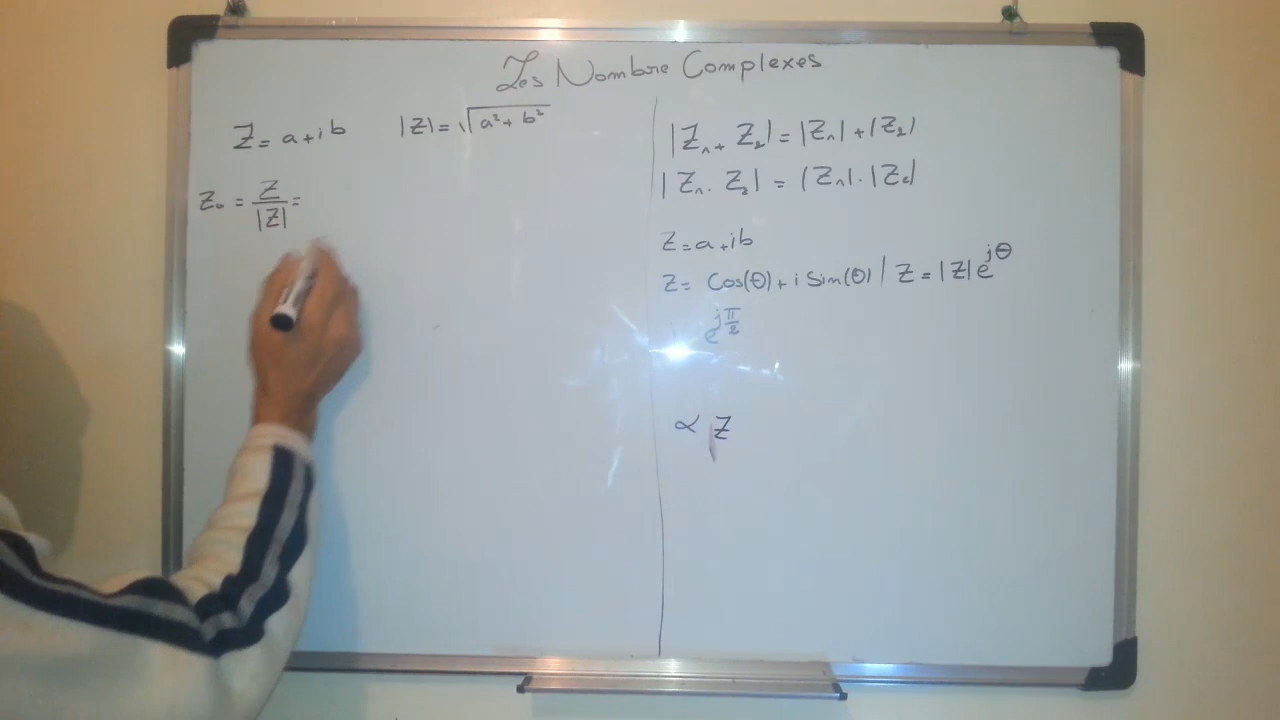 Les Nombre Complexes
Z = a+ib |Z| = √(a²+b²)
Z₀ = Z/|Z| =
|Z₁+Z₂| = |Z₁|+|Z₂|
|Z₁.Z₂| = |Z₁|.|Z₂|
Z = a+ib
Z = Cos(θ)+i Sin(θ) / Z = |Z|e^jθ
e^jπ/2
α Z